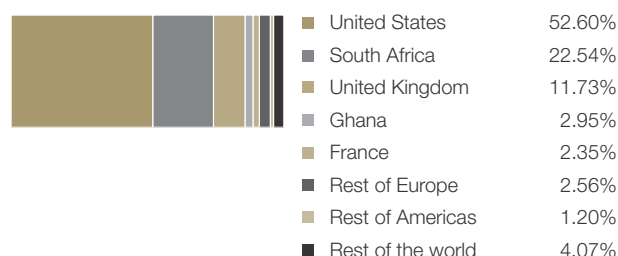 United States 52.60%
South Africa 22.54%
United Kingdom 11.73%
Ghana 2.95%
France 2.35%
Rest of Europe 2.56%
Rest of Americas 1.20%
Rest of the world 4.07%